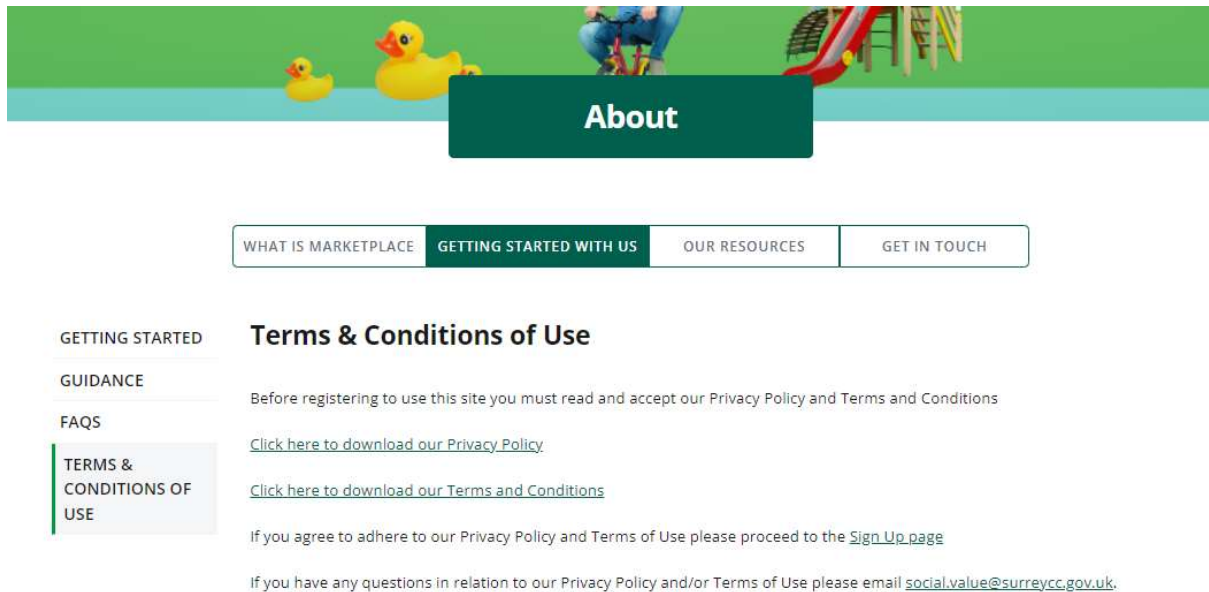 About
WHAT IS MARKETPLACE
GETTING STARTED WITH US
OUR RESOURCES
GET IN TOUCH
GETTING STARTED
GUIDANCE
FAQS
TERMS &
CONDITIONS OF
USE
Terms & Conditions of Use
Before registering to use this site you must read and accept our Privacy Policy and Terms and Conditions
Click here to download our Privacy Policy
Click here to download our Terms and Conditions
If you agree to adhere to our Privacy Policy and Terms of Use please proceed to the Sign Up page
If you have any questions in relation to our Privacy Policy and/or Terms of Use please email social.value@surreycc.gov.uk.